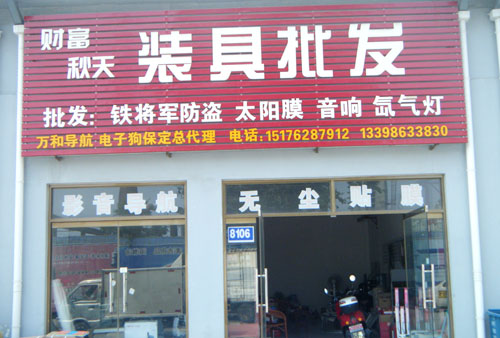 财富
秋天
装具批发
批发：铁将军防盗 太阳膜 音响 氙气灯
万和导航 电子狗保定总代理 电话：15176287912 13398633830
影音导航
无尘贴膜
8106